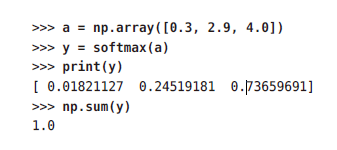 >>> a = np.array([0.3, 2.9, 4.0])
>>> y = softmax(a)
>>> print(y)
[ 0.01821127  0.24519181  0.73659691]
>>> np.sum(y)
1.0